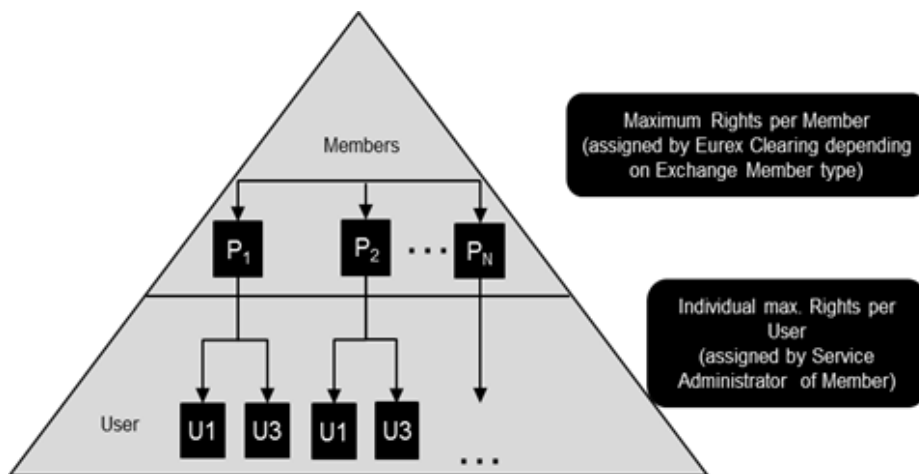 Members
P1
P2
...
PN
Maximum Rights per Member
(assigned by Eurex Clearing depending
on Exchange Member type)
User
U1
U3
U1
U3
...
Individual max. Rights per
User
(assigned by Service
Administrator of Member)